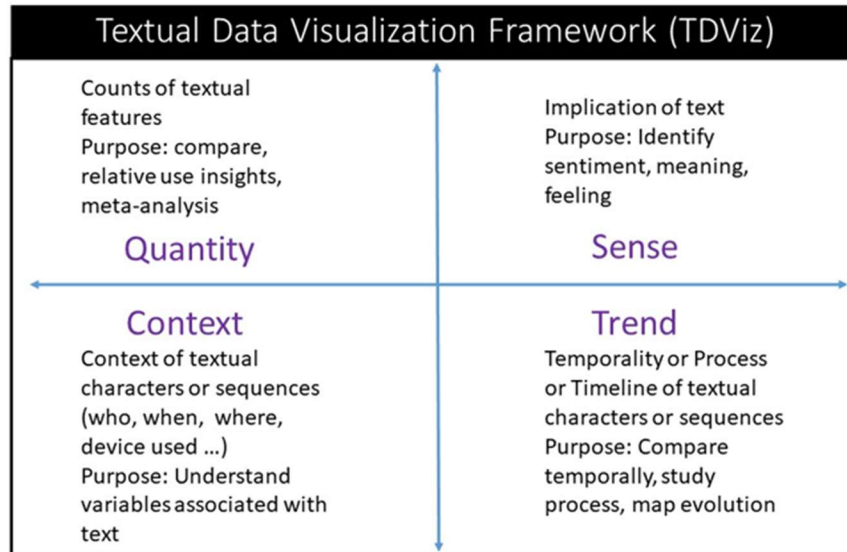 Textual Data Visualization Framework (TDViz)
Counts of textual
features
Purpose: compare,
relative use insights,
meta-analysis
Quantity
Implication of text
Purpose: Identify
sentiment, meaning,
feeling
Sense
Context
Context of textual
characters or sequences
(who, when, where,
device used ...)
Purpose: Understand
variables associated with
text
Trend
Temporality or Process
or Timeline of textual
characters or sequences
Purpose: Compare
temporally, study
process, map evolution